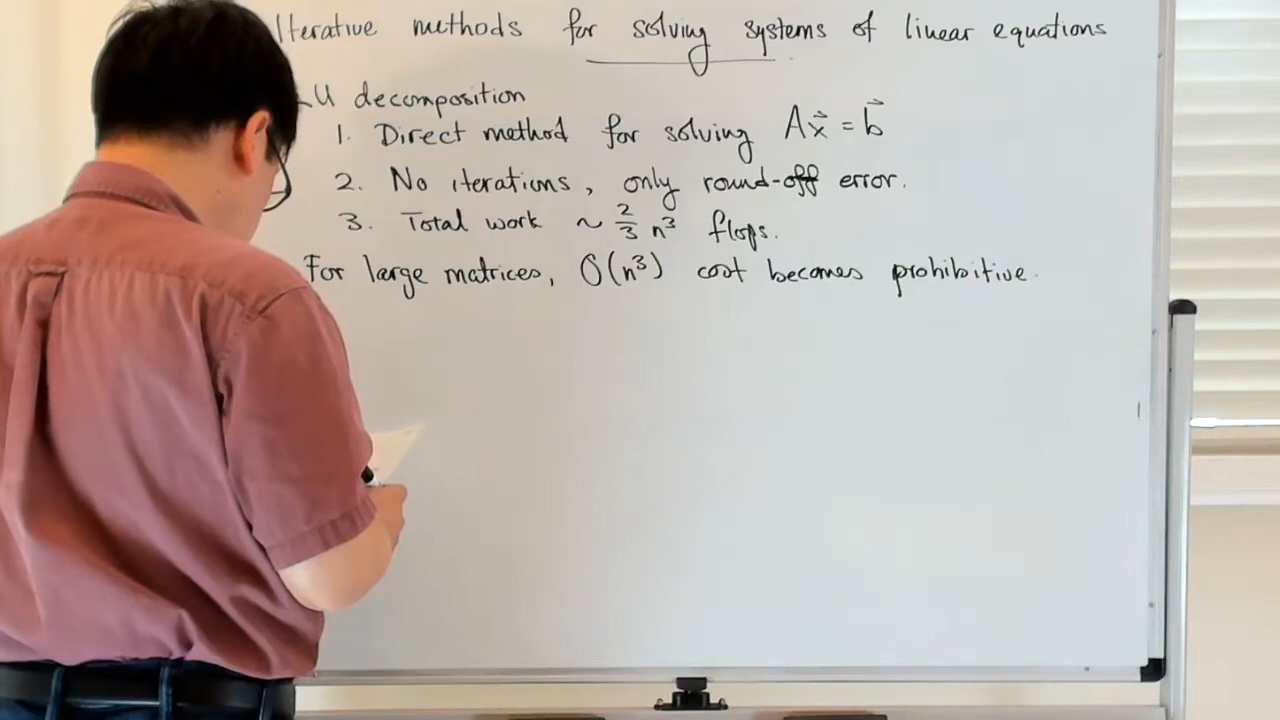 Iterative methods for solving systems of linear equations
LU decomposition
1. Direct method for solving Ax⃗ = b⃗
2. No iterations, only round-off error.
3. Total work ~ 2/3 n³ flops.
For large matrices, O(n³) cost becomes prohibitive.